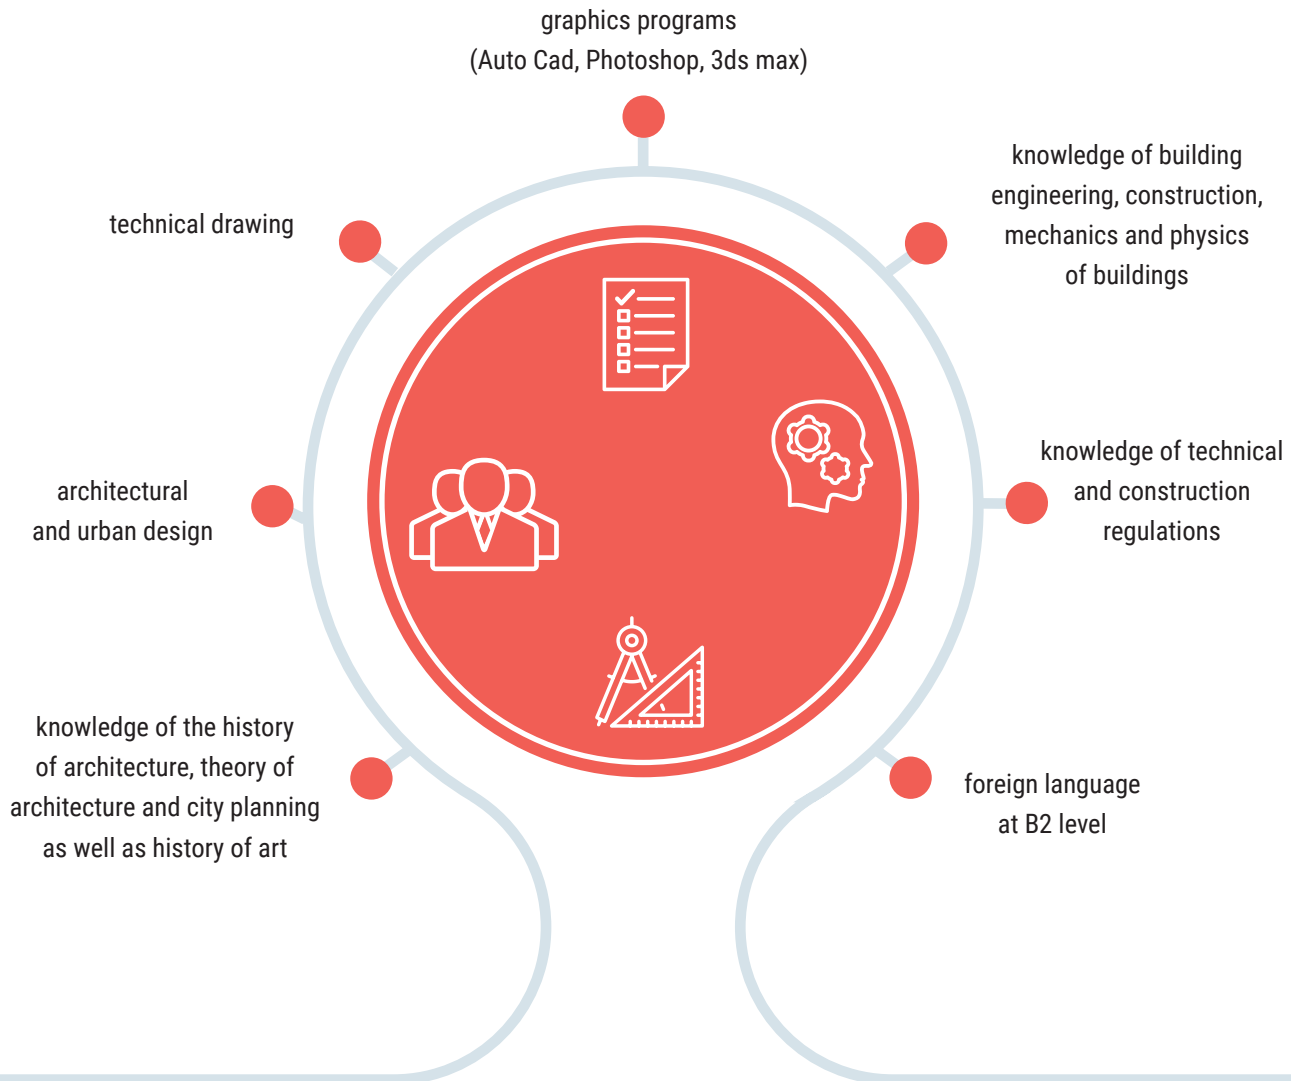 graphics programs
(Auto Cad, Photoshop, 3ds max)
knowledge of building
engineering, construction,
mechanics and physics
of buildings
technical drawing
knowledge of technical
and construction
regulations
architectural
and urban design
knowledge of the history
of architecture, theory of
architecture and city planning
as well as history of art
foreign language
at B2 level